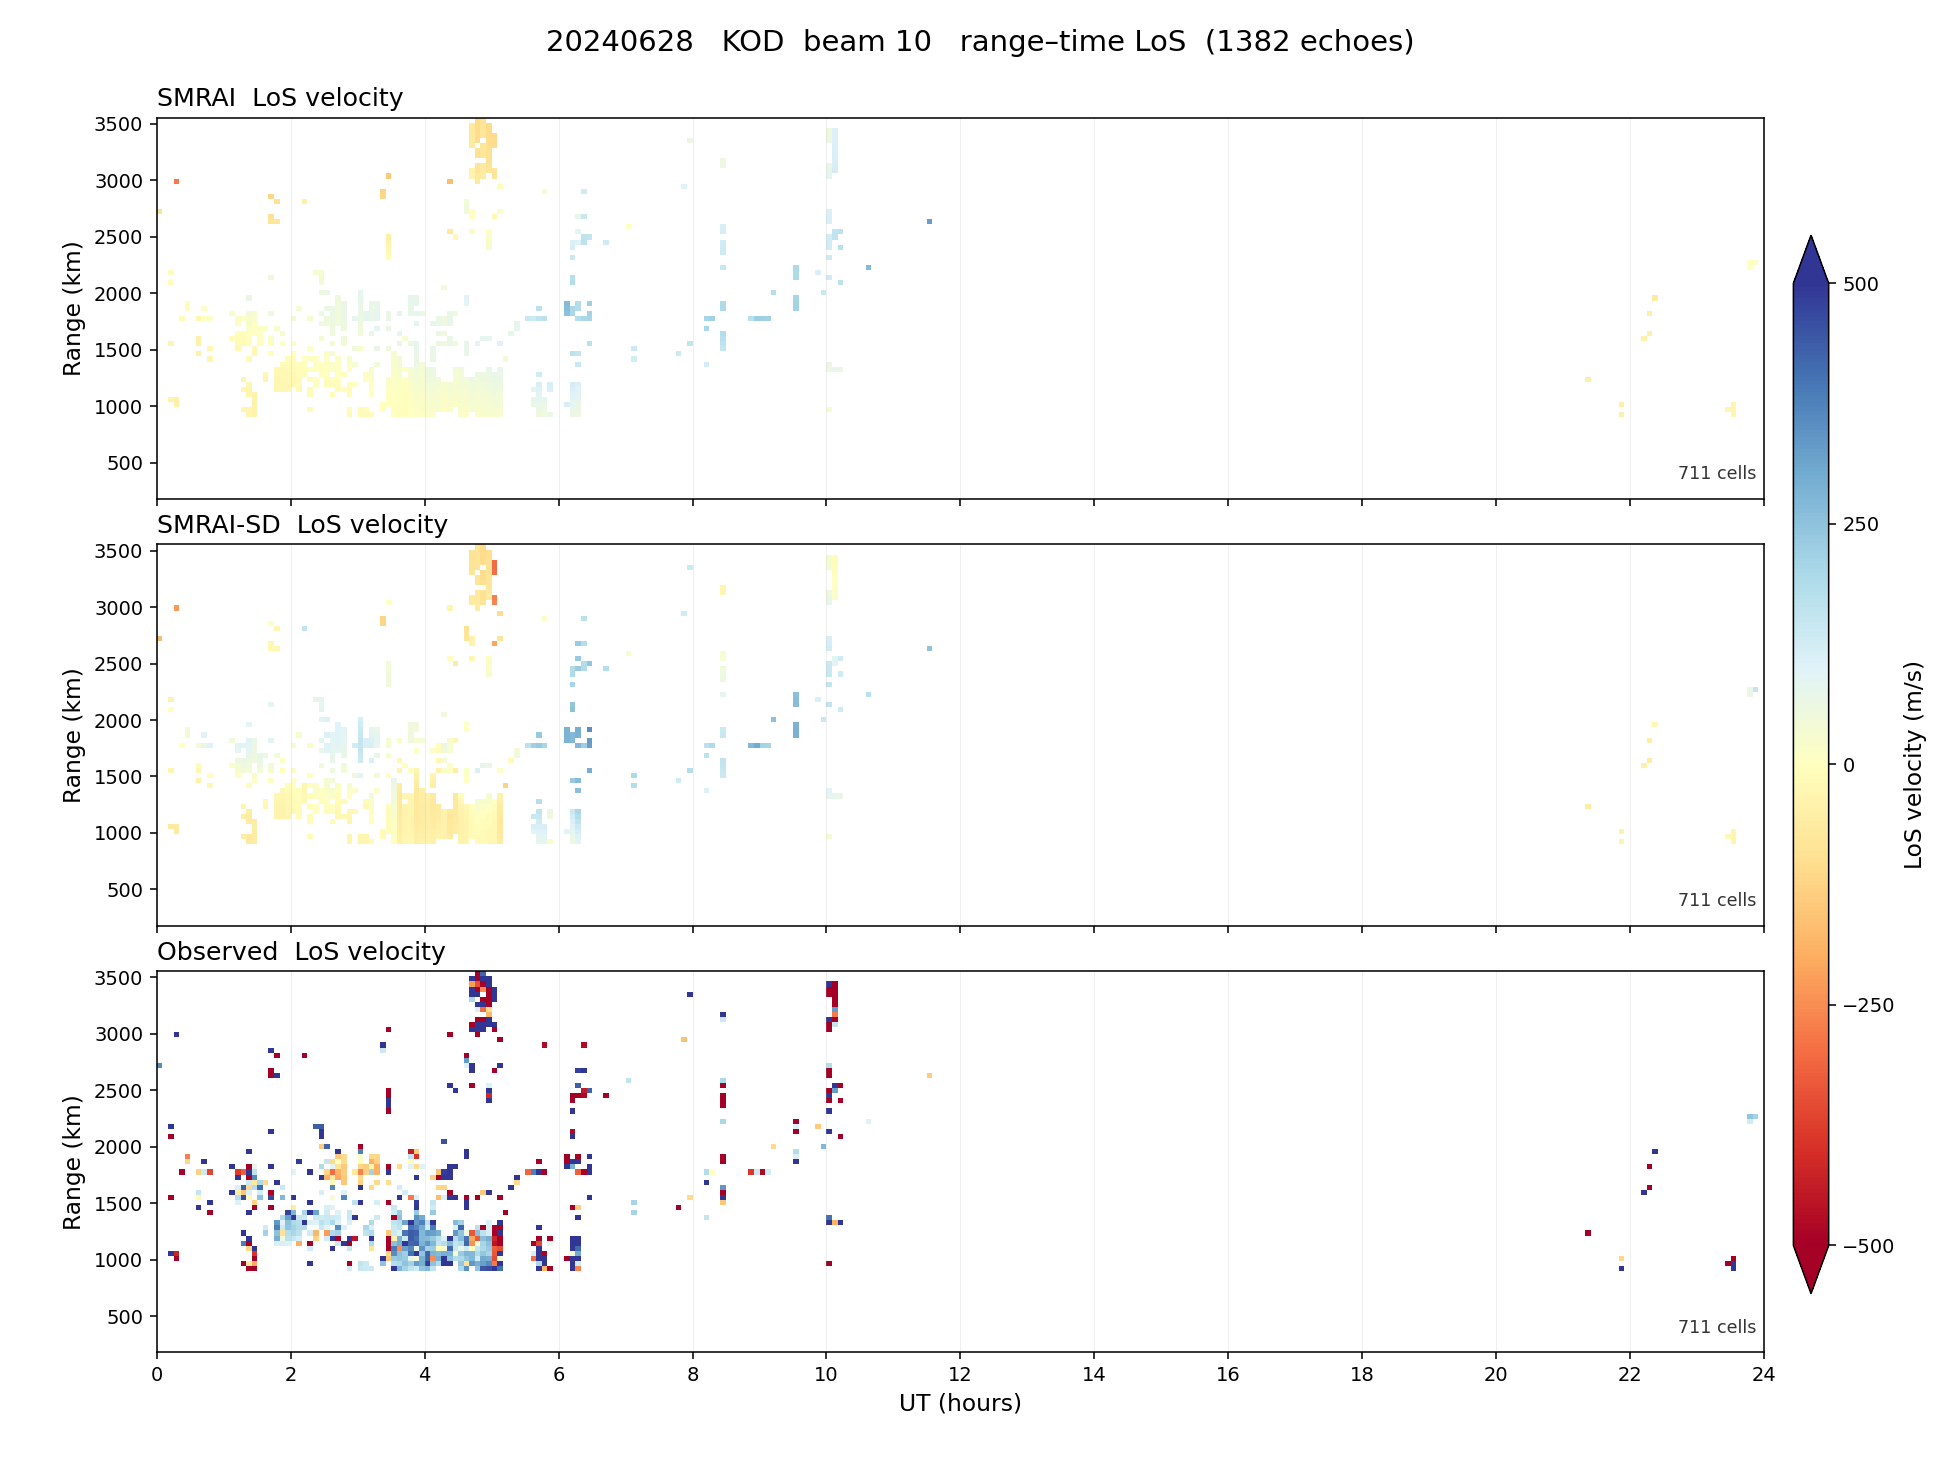 20240628   KOD  beam 10   range–time LoS  (1382 echoes)
SMRAI  LoS velocity
3500
3000
2500
2000
1500
1000
500
Range (km)
711 cells
SMRAI-SD  LoS velocity
3500
3000
2500
2000
1500
1000
500
Range (km)
711 cells
Observed  LoS velocity
3500
3000
2500
2000
1500
1000
500
Range (km)
711 cells
0 2 4 6 8 10 12 14 16 18 20 22 24
UT (hours)
500
250
0
−250
−500
LoS velocity (m/s)